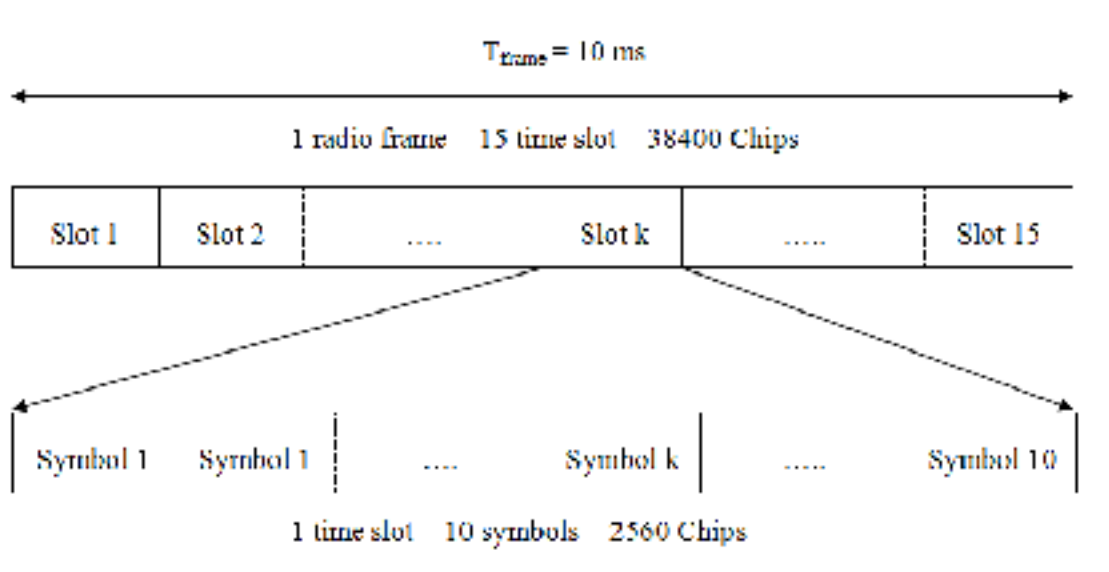 Tframe = 10 ms
1 radio frame 15 time slot 38400 Chips
Slot 1 Slot 2 .... Slot k ..... Slot 15
Symbol 1 Symbol 1 .... Symbol k ..... Symbol 10
1 time slot 10 symbols 2560 Chips